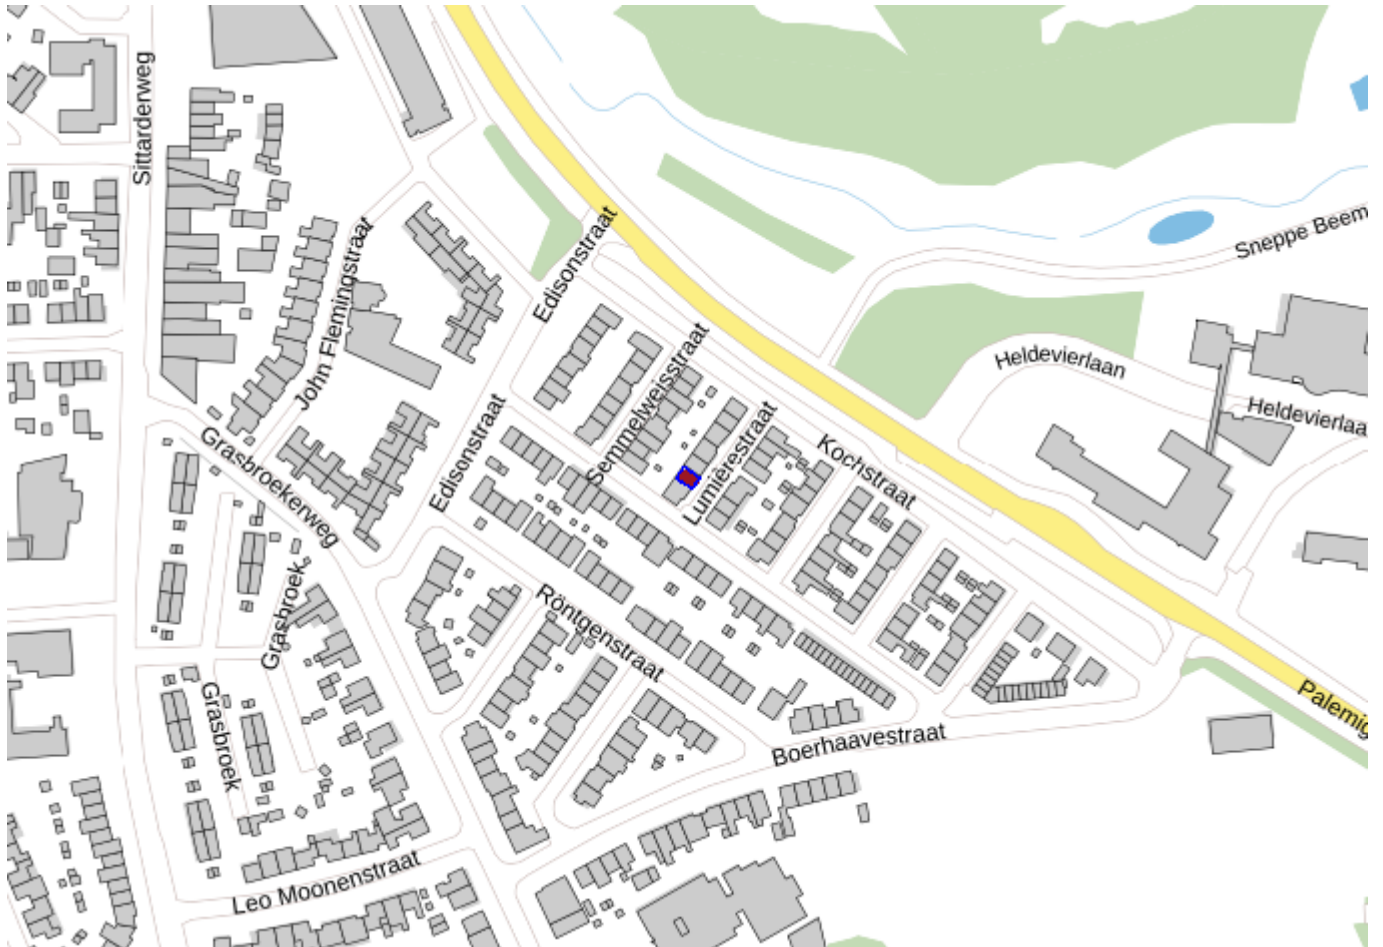 Sittarderweg
John Flemingstraat
Edisonstraat
Sneppe Beem
Semmelweisstraat
Heldevierlaan
Heldevierlaa
Edisonstraat
Lumièrestraat
Kochstraat
Grasbroekerweg
Grasbroek
Röntgenstraat
Grasbroek
Palemig
Boerhaavestraat
Leo Moonenstraat